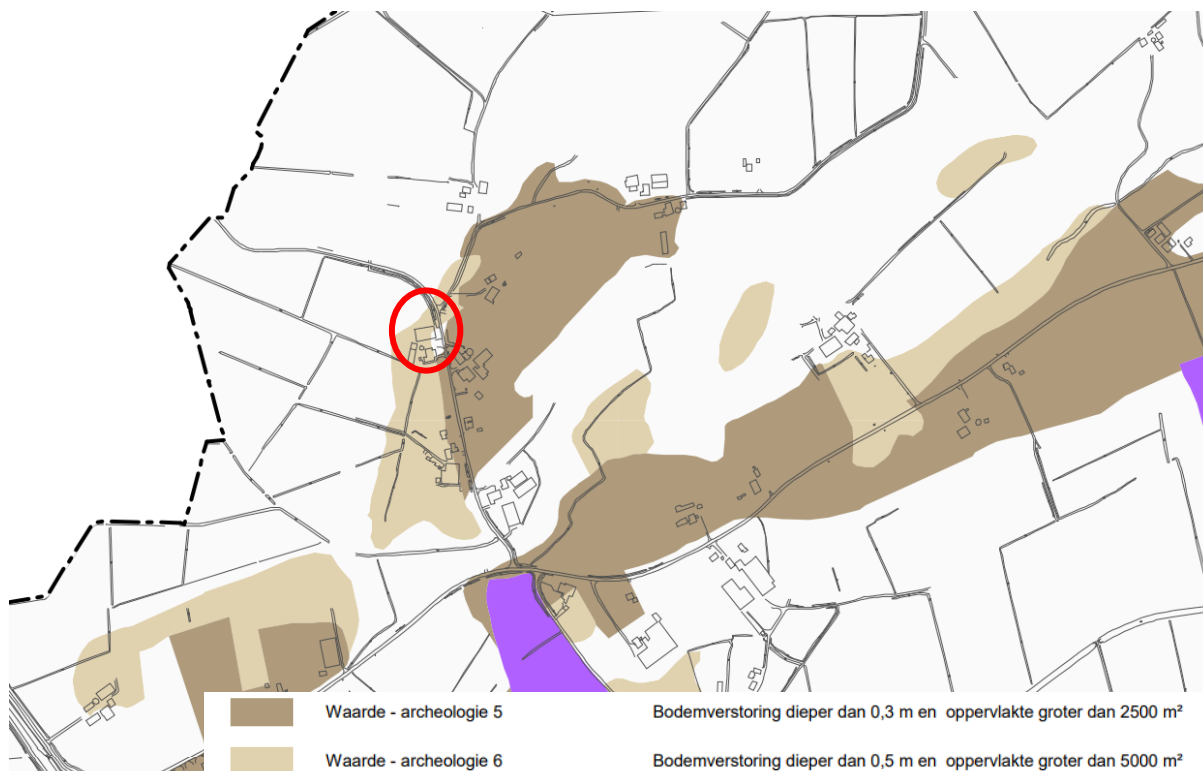 Waarde - archeologie 5 Bodemverstoring dieper dan 0,3 m en oppervlakte groter dan 2500 m²
Waarde - archeologie 6 Bodemverstoring dieper dan 0,5 m en oppervlakte groter dan 5000 m²